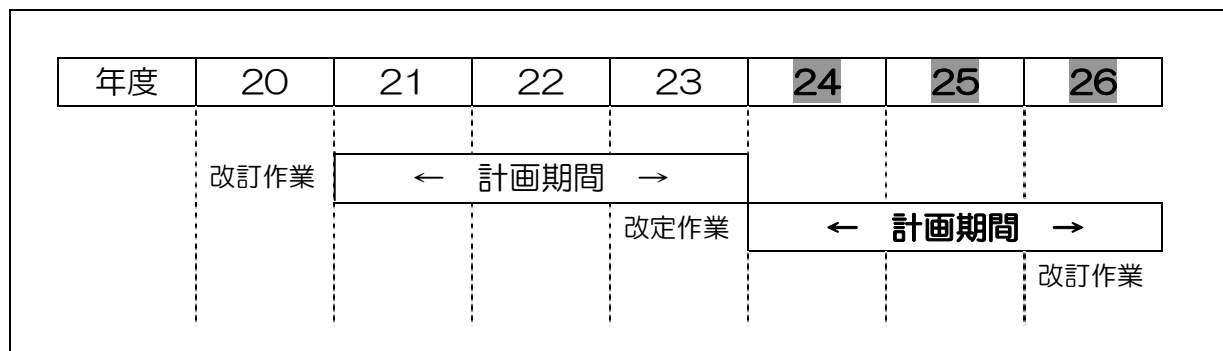 年度 20 21 22 23 24 25 26
改訂作業 ← 計画期間 →
改定作業 ← 計画期間 →
改訂作業